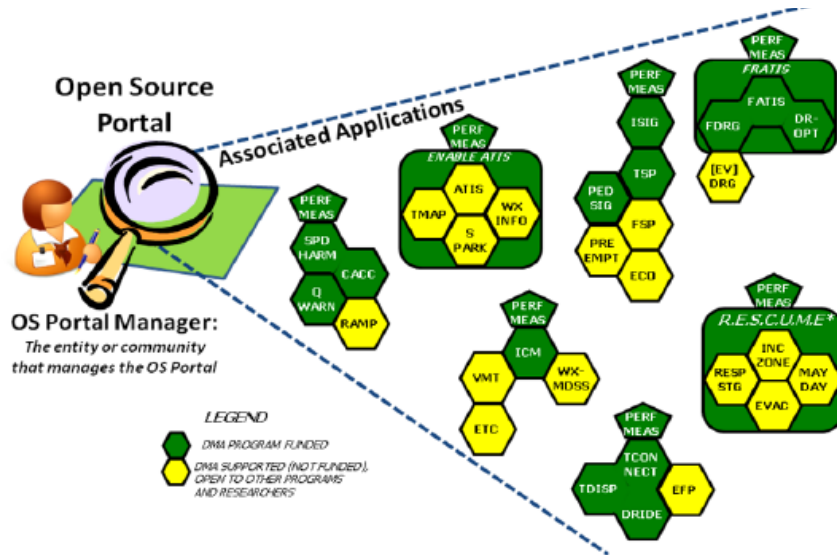 Open Source
Portal
Associated Applications
OS Portal Manager:
The entity or community
that manages the OS Portal
LEGEND
DMA PROGRAM FUNDED
DMA SUPPORTED (NOT FUNDED),
OPEN TO OTHER PROGRAMS
AND RESEARCHERS
PERF
MEAS
SPD
HARM
CACC
Q
WARN
RAMP
PERF
MEAS
ENABLE ATIS
ATIS
TMAP
WX
INFO
S
PARK
PERF
MEAS
ISIG
TSP
PED
SIG
FSP
PRE
EMPT
ECO
PERF
MEAS
FRATIS
FATIS
FDRG
DR-
OPT
[EV]
DRG
PERF
MEAS
ICM
VMT
WX-
MDSS
ETC
PERF
MEAS
R.E.S.C.U.M.E*
INC
ZONE
RESP
STG
MAY
DAY
EVAC
PERF
MEAS
TCON
NECT
TDISP
EFP
DRIDE